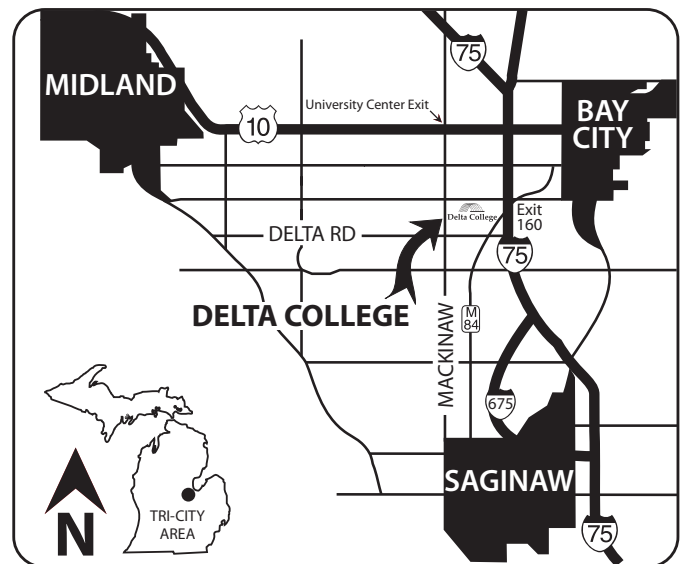 75
MIDLAND
University Center Exit
10
BAY
CITY
Delta College
Exit
160
DELTA RD
75
DELTA COLLEGE
MACKINAW
M
84
675
SAGINAW
75
TRI-CITY
AREA
N